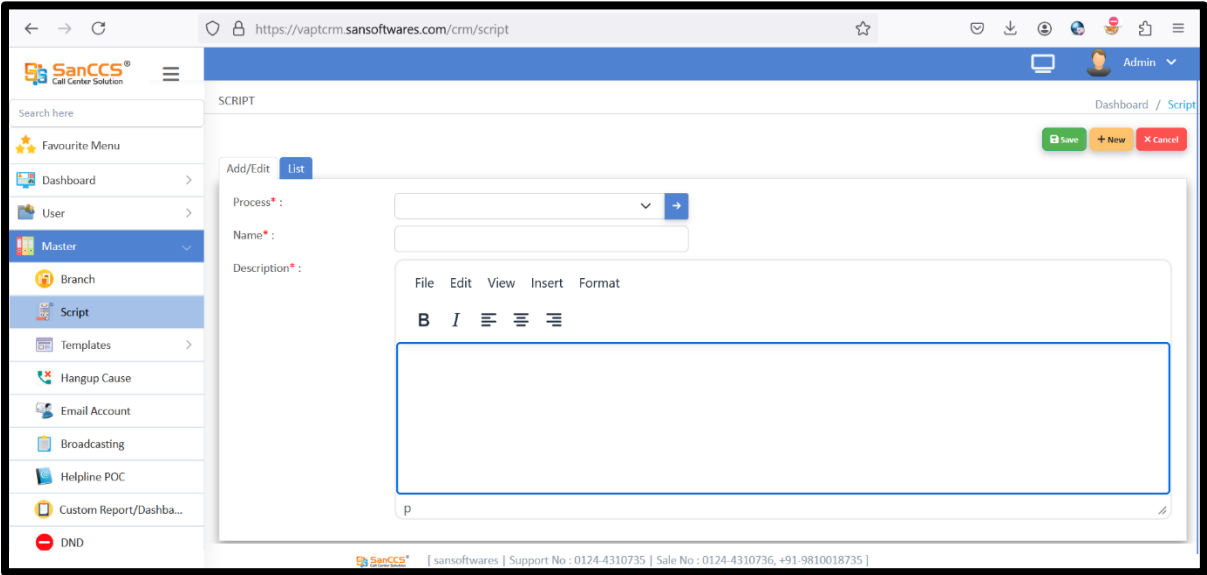 https://vaptcrm.sansoftwares.com/crm/script
SanCCS®
Call Center Solution
Admin
Search here
SCRIPT
Dashboard / Script
Favourite Menu
Save
+ New
× Cancel
Dashboard
Add/Edit
List
User
Process* :
Master
Name* :
Branch
Description* :
File Edit View Insert Format
Script
B I
Templates
Hangup Cause
Email Account
Broadcasting
Helpline POC
Custom Report/Dashba...
p
DND
SanCCS® [ sansoftwares | Support No : 0124-4310735 | Sale No : 0124-4310736, +91-9810018735 ]